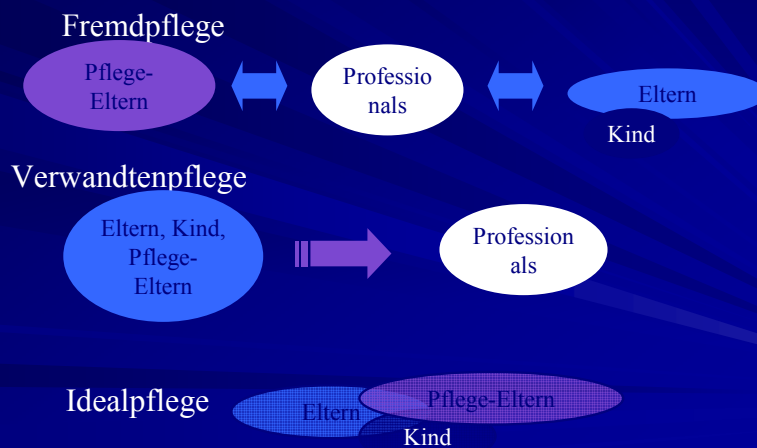 Fremdpflege
Pflege-
Eltern
Professio
nals
Eltern
Kind
Verwandtenpflege
Eltern, Kind,
Pflege-
Eltern
Profession
als
Idealpflege
Eltern
Pflege-Eltern
Kind